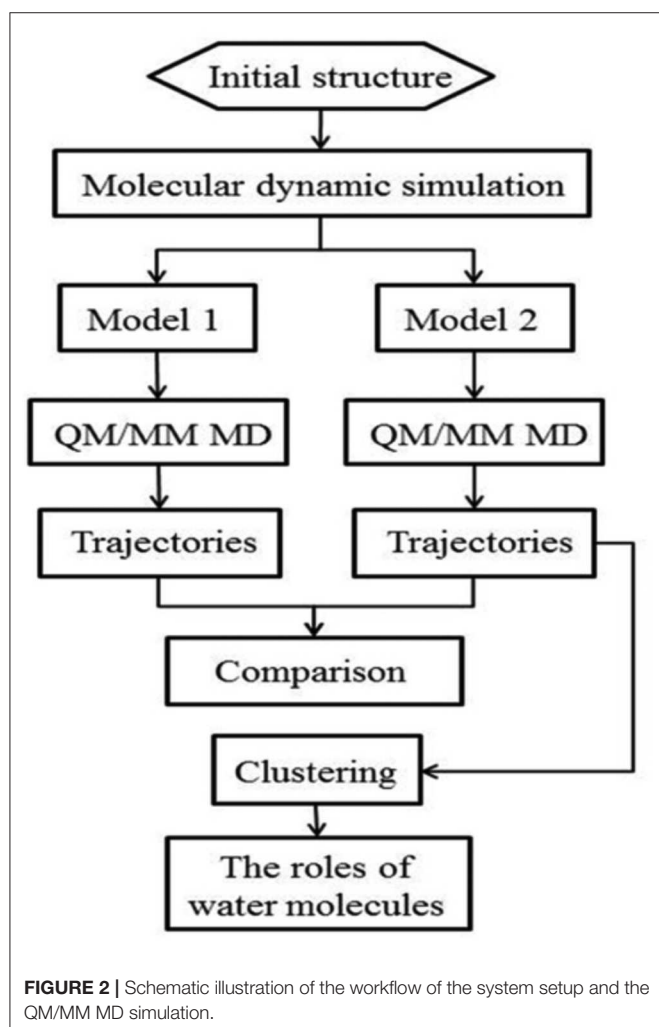 Initial structure
Molecular dynamic simulation
Model 1
Model 2
QM/MM MD
QM/MM MD
Trajectories
Trajectories
Comparison
Clustering
The roles of
water molecules
FIGURE 2 | Schematic illustration of the workflow of the system setup and the
QM/MM MD simulation.